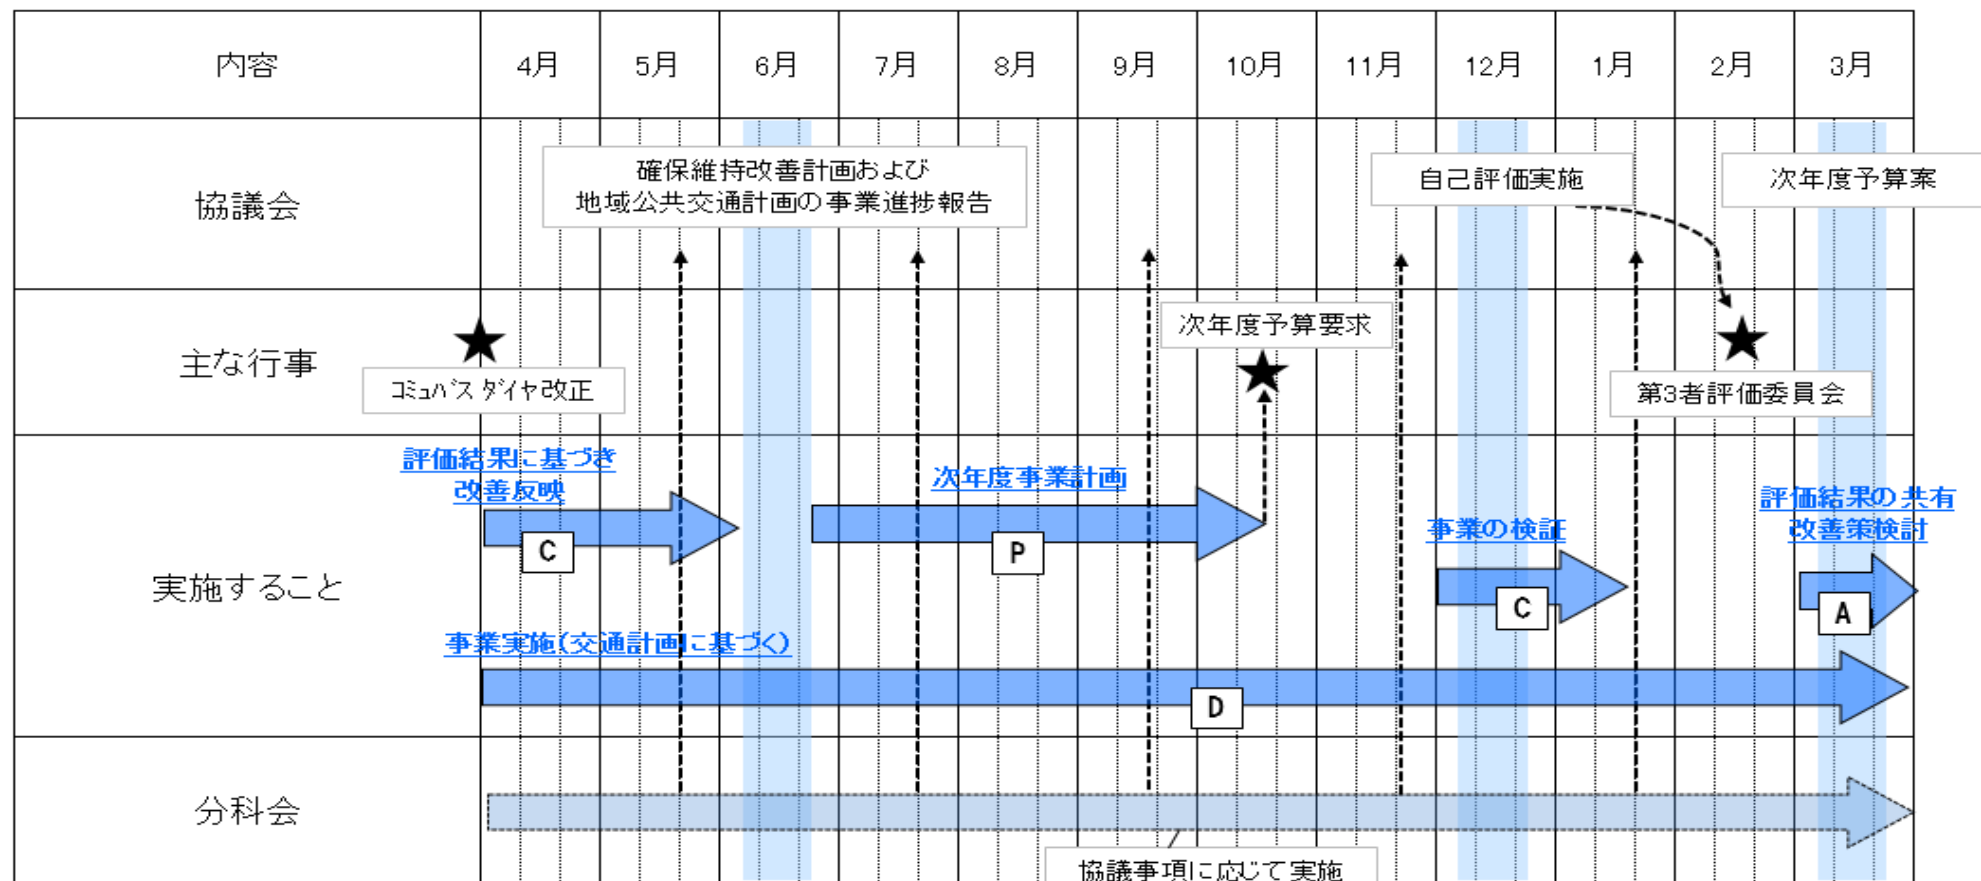 内容
4月
5月
6月
7月
8月
9月
10月
11月
12月
1月
2月
3月
協議会
確保維持改善計画および
地域公共交通計画の事業進捗報告
自己評価実施
次年度予算案
主な行事
コミュバス ダイヤ改正
次年度予算要求
第3者評価委員会
実施すること
評価結果に基づき
改善反映
C
次年度事業計画
P
事業の検証
C
評価結果の共有
改善策検討
A
事業実施(交通計画に基づく)
D
分科会
協議事項に応じて実施